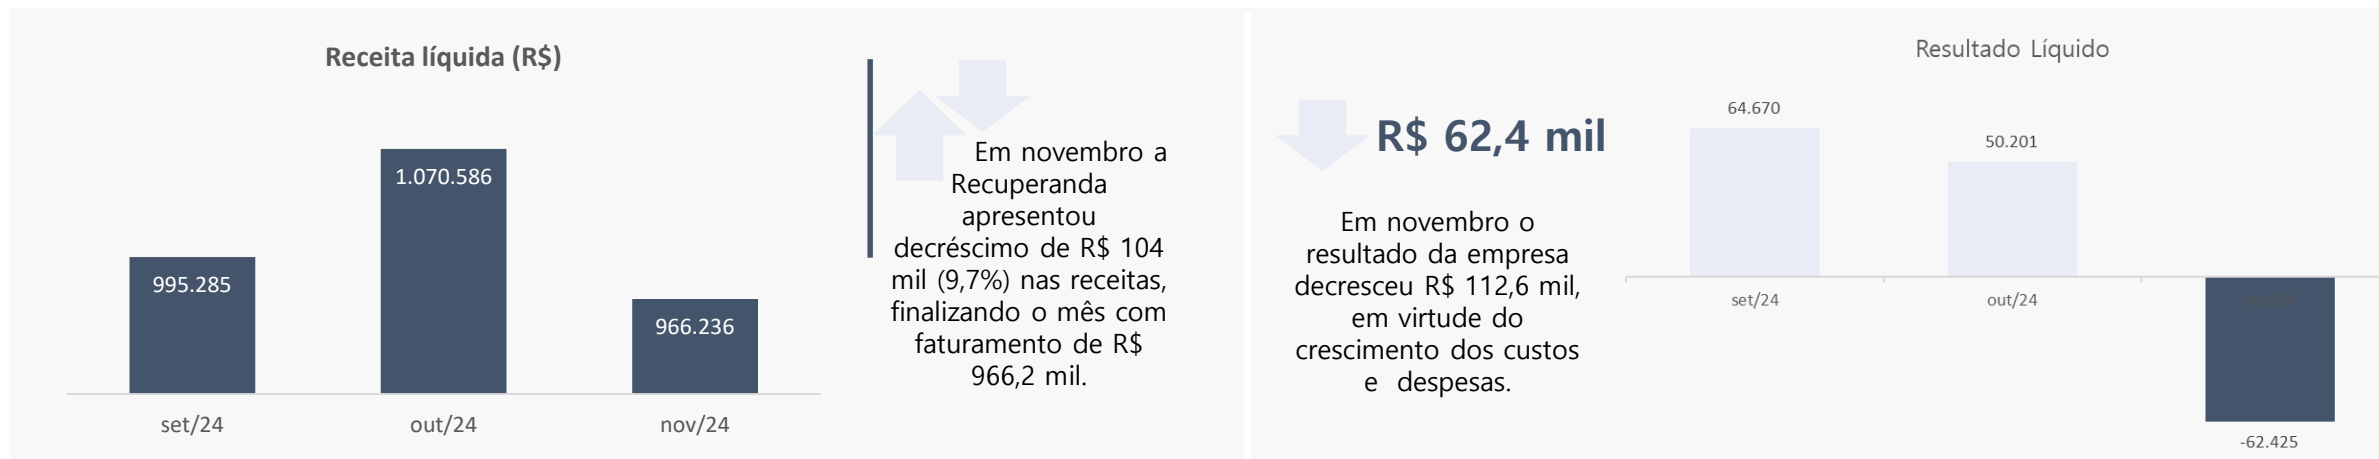 Receita líquida (R$)
995.285
1.070.586
966.236
set/24
out/24
nov/24
Em novembro a
Recuperanda
apresentou
decréscimo de R$ 104
mil (9,7%) nas receitas,
finalizando o mês com
faturamento de R$
966,2 mil.
R$ 62,4 mil
Em novembro o
resultado da empresa
decresceu R$ 112,6 mil,
em virtude do
crescimento dos custos
e despesas.
Resultado Líquido
64.670
50.201
set/24
out/24
nov/24
-62.425